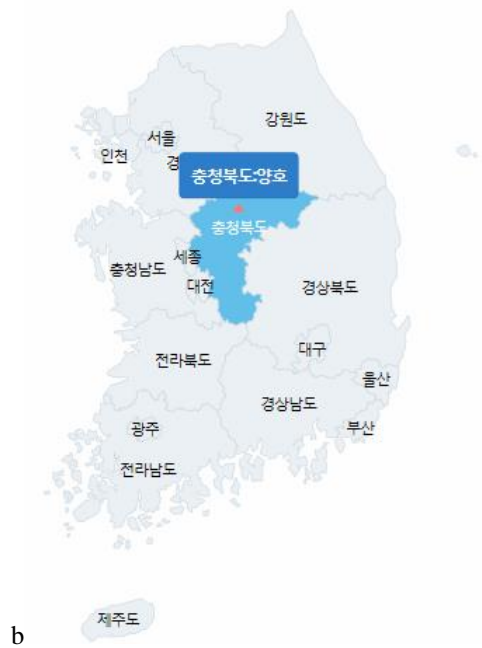 강원도
서울
인천
경
충청북도:양호
충청북도
세종
충청남도
대전
경상북도
대구
전라북도
울산
경상남도
부산
광주
전라남도
제주도
b